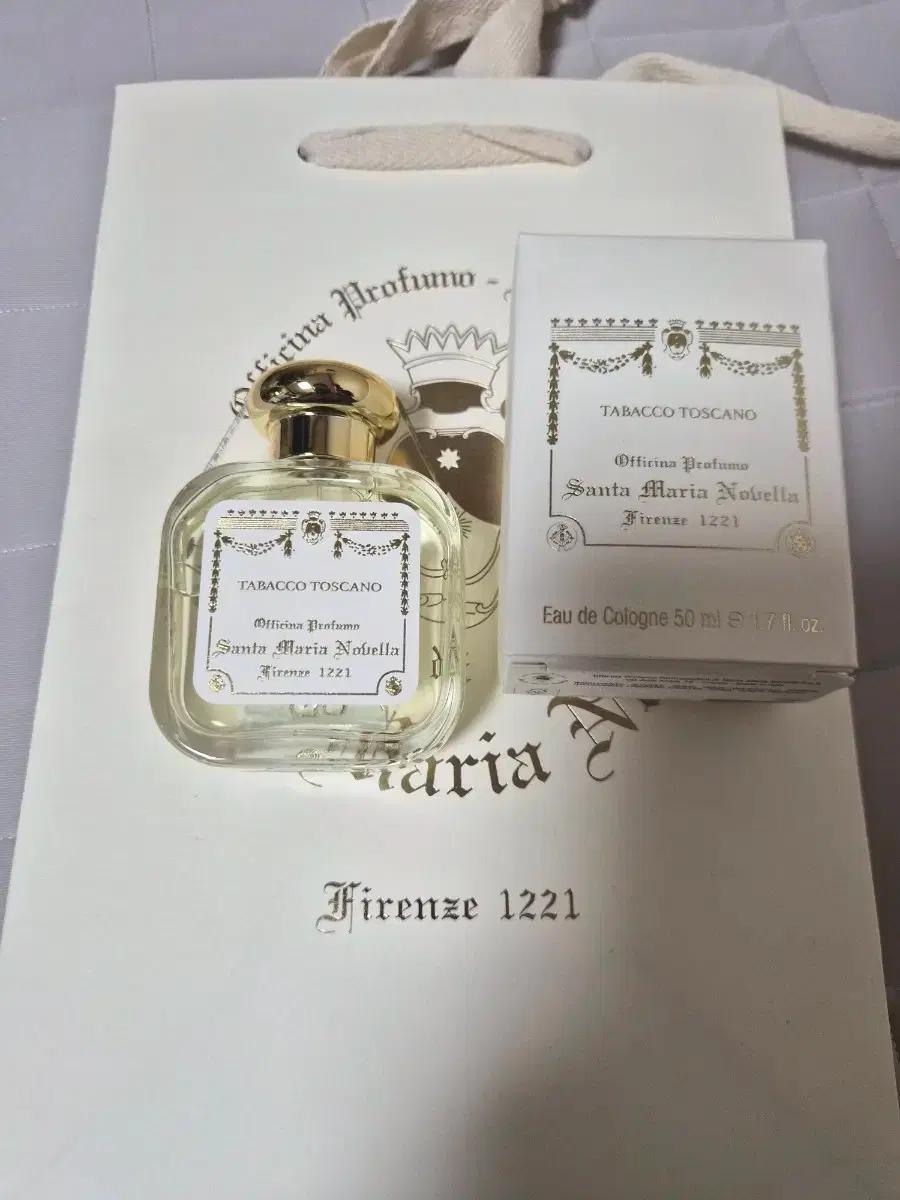 Officina Profumo -
TABACCO TOSCANO
Officina Profumo
Santa Maria Novella
Firenze 1221
TABACCO TOSCANO
Officina Profumo
Santa Maria Novella
Firenze 1221
Eau de Cologne 50 ml ℮ 1.7 fl. oz.
Maria N
Firenze 1221